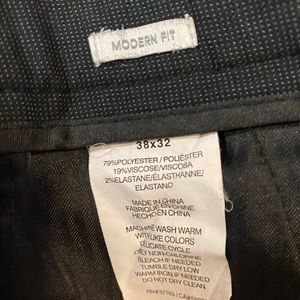 MODERN FIT
38x32
79%POLYESTER / POLIÉSTER
19%VISCOSE/VISCOSA
2%ELASTANE/ÉLASTHANNE/
ELASTANO
MADE IN CHINA
FABRIQUÉ EN CHINE
HECHO EN CHINA
MACHINE WASH WARM
WITH LIKE COLORS
DELICATE CYCLE
ONLY NON-CHLORINE
BLEACH IF NEEDED
TUMBLE DRY LOW
WARM IRON IF NEEDED
DO NOT DRY CLEAN